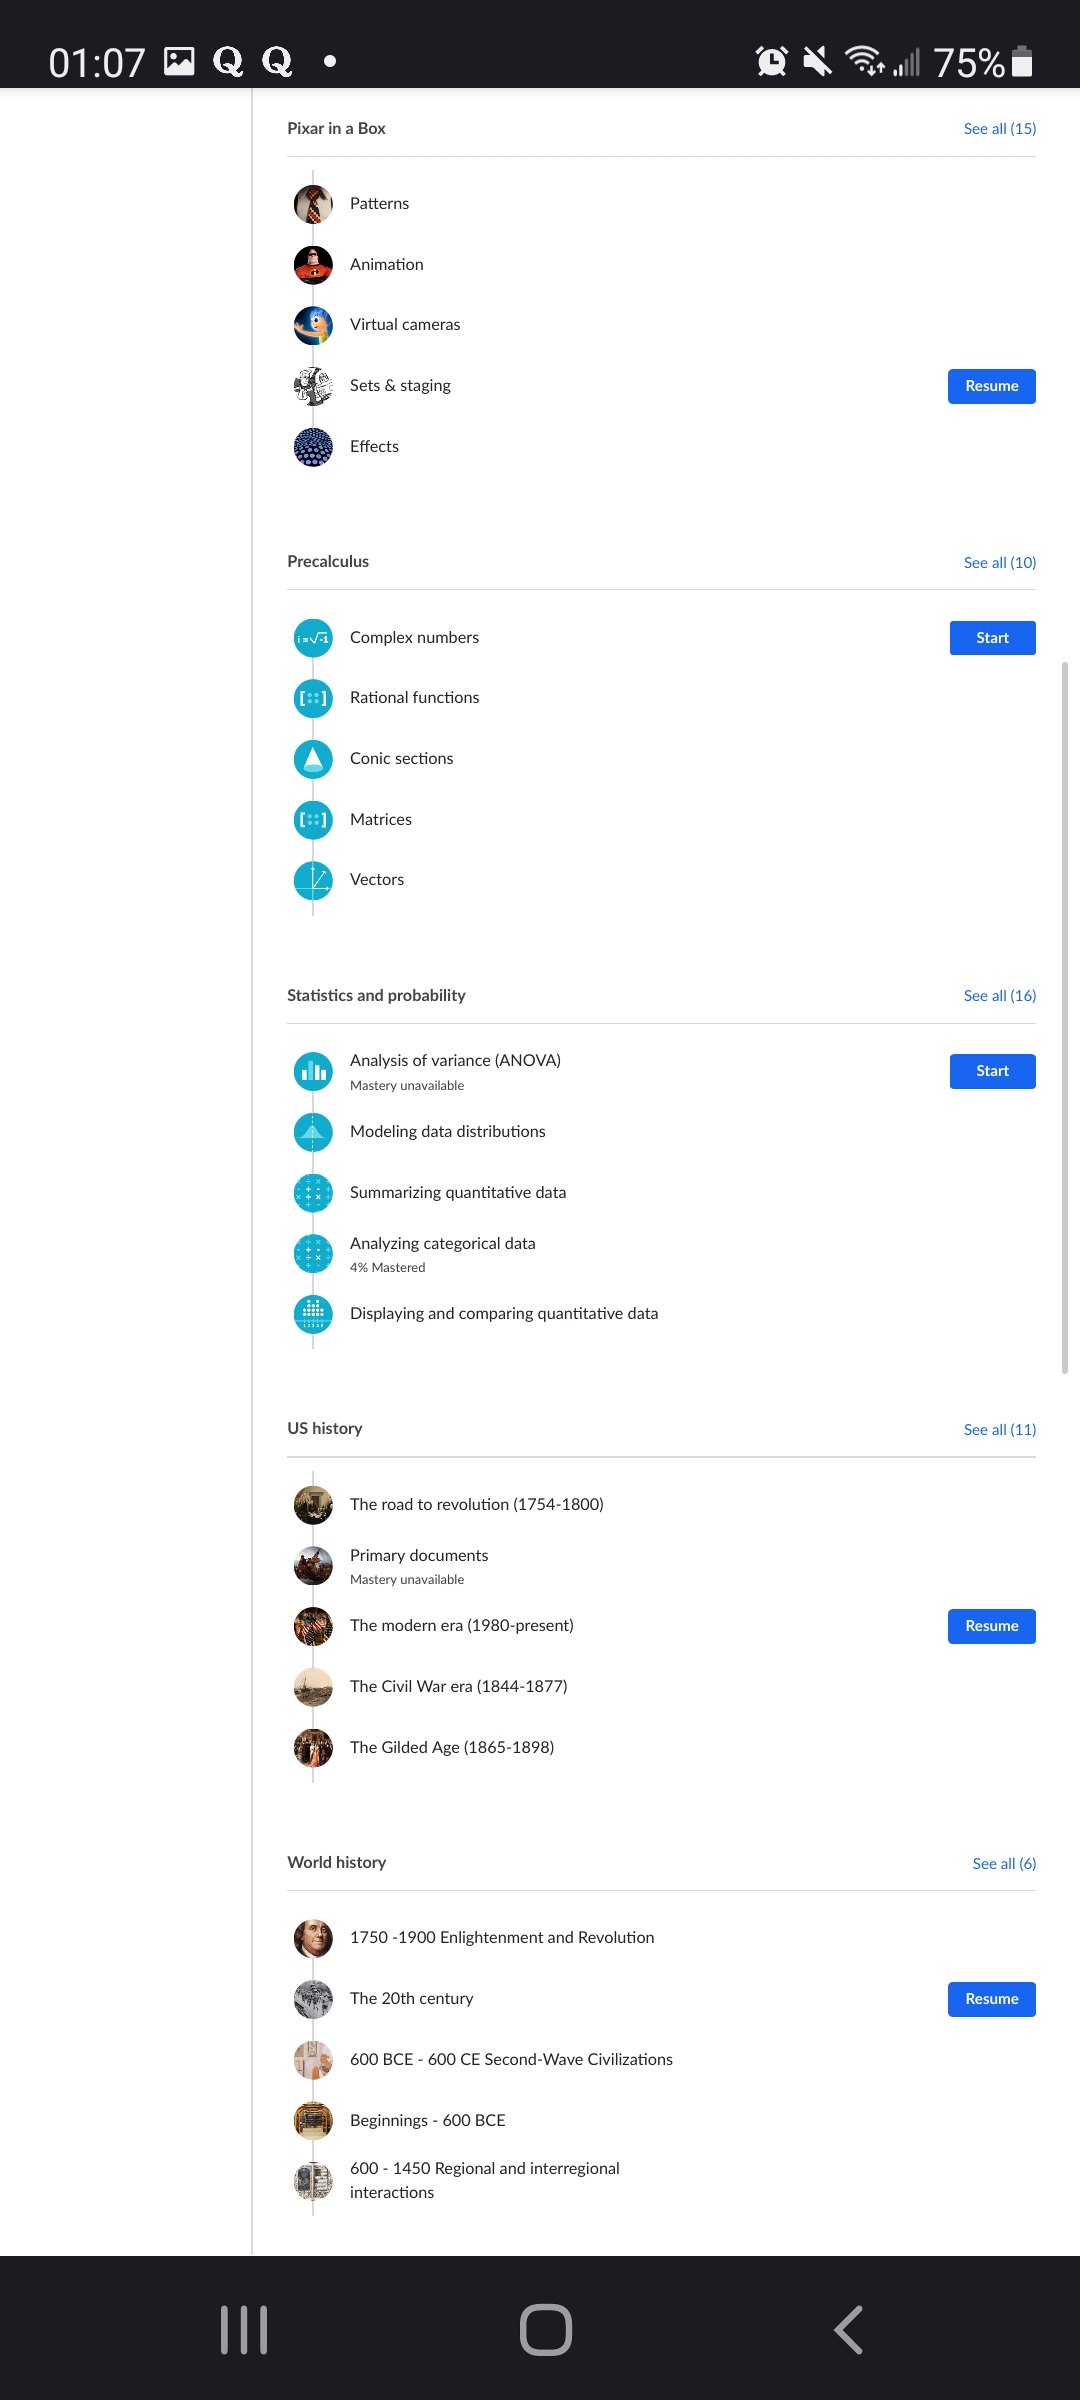 01:07 Q Q 75%
Pixar in a Box See all (15)
Patterns
Animation
Virtual cameras
Sets & staging Resume
Effects
Precalculus See all (10)
i=√-1 Complex numbers Start
Rational functions
Conic sections
Matrices
Vectors
Statistics and probability See all (16)
Analysis of variance (ANOVA) Start
Mastery unavailable
Modeling data distributions
Summarizing quantitative data
Analyzing categorical data
4% Mastered
Displaying and comparing quantitative data
US history See all (11)
The road to revolution (1754-1800)
Primary documents
Mastery unavailable
The modern era (1980-present) Resume
The Civil War era (1844-1877)
The Gilded Age (1865-1898)
World history See all (6)
1750 -1900 Enlightenment and Revolution
The 20th century Resume
600 BCE - 600 CE Second-Wave Civilizations
Beginnings - 600 BCE
600 - 1450 Regional and interregional
interactions